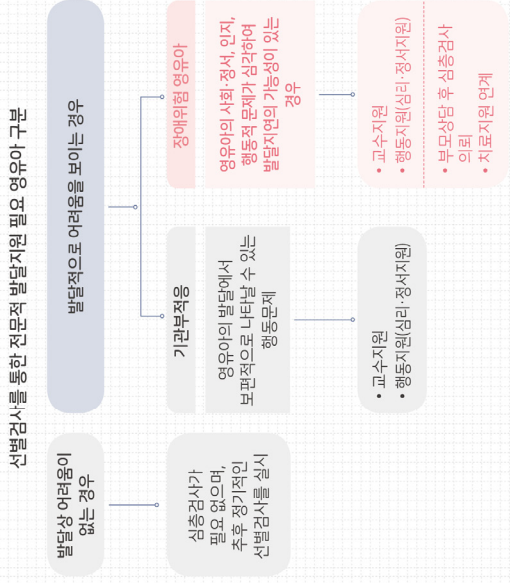 선별검사를 통한 전문적 발달지원 필요 영유아 구분
발달상 어려움이
없는 경우
심층검사가
필요 없으며,
추후 정기적인
선별검사를 실시
발달적으로 어려움을 보이는 경우
기관부적응
영유아의 발달에서
보편적으로 나타날 수 있는
행동문제
• 교수지원
• 행동지원(심리·정서지원)
장애위험 영유아
영유아의 사회·정서, 인지,
행동적 문제가 심각하여
발달지연의 가능성이 있는
경우
• 교수지원
• 행동지원(심리·정서지원)
• 부모상담 후 심층검사
의뢰
• 치료지원 연계